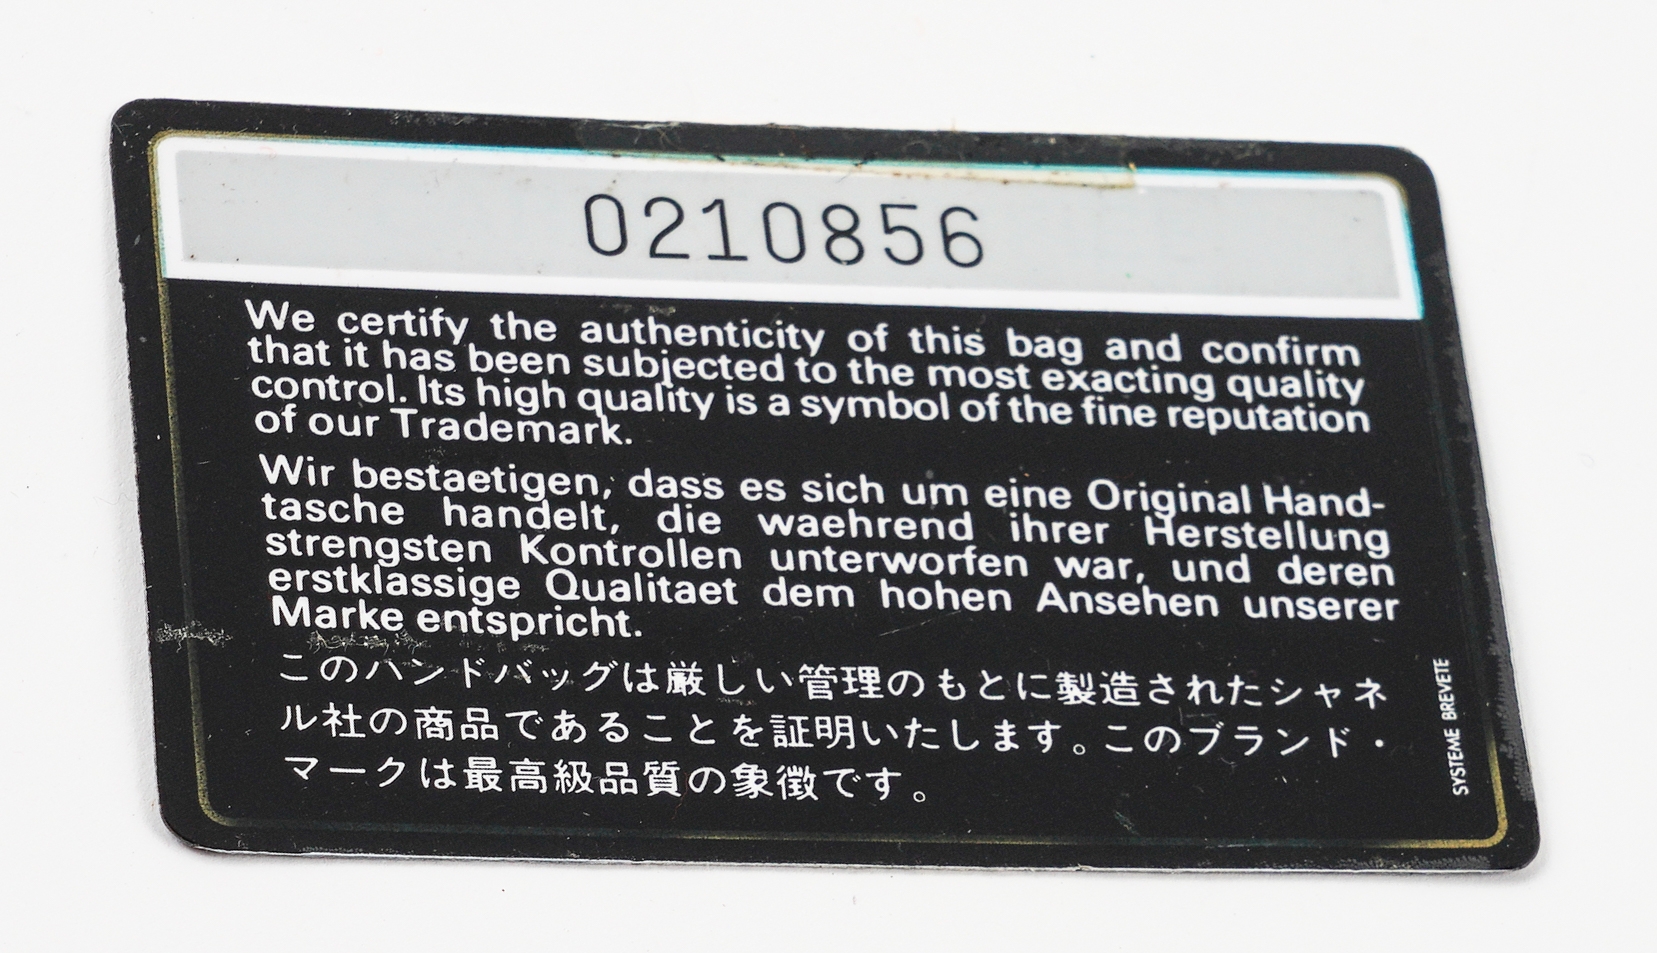 0210856
We certify the authenticity of this bag and confirm
that it has been subjected to the most exacting quality
control. Its high quality is a symbol of the fine reputation
of our Trademark.
Wir bestaetigen, dass es sich um eine Original Hand-
tasche handelt, die waehrend ihrer Herstellung
strengsten Kontrollen unterworfen war, und deren
erstklassige Qualitaet dem hohen Ansehen unserer
Marke entspricht.
このハンドバッグは厳しい管理のもとに製造されたシャネ
ル社の商品であることを証明いたします。このブランド・
マークは最高級品質の象徴です。
SYSTEME BREVETE